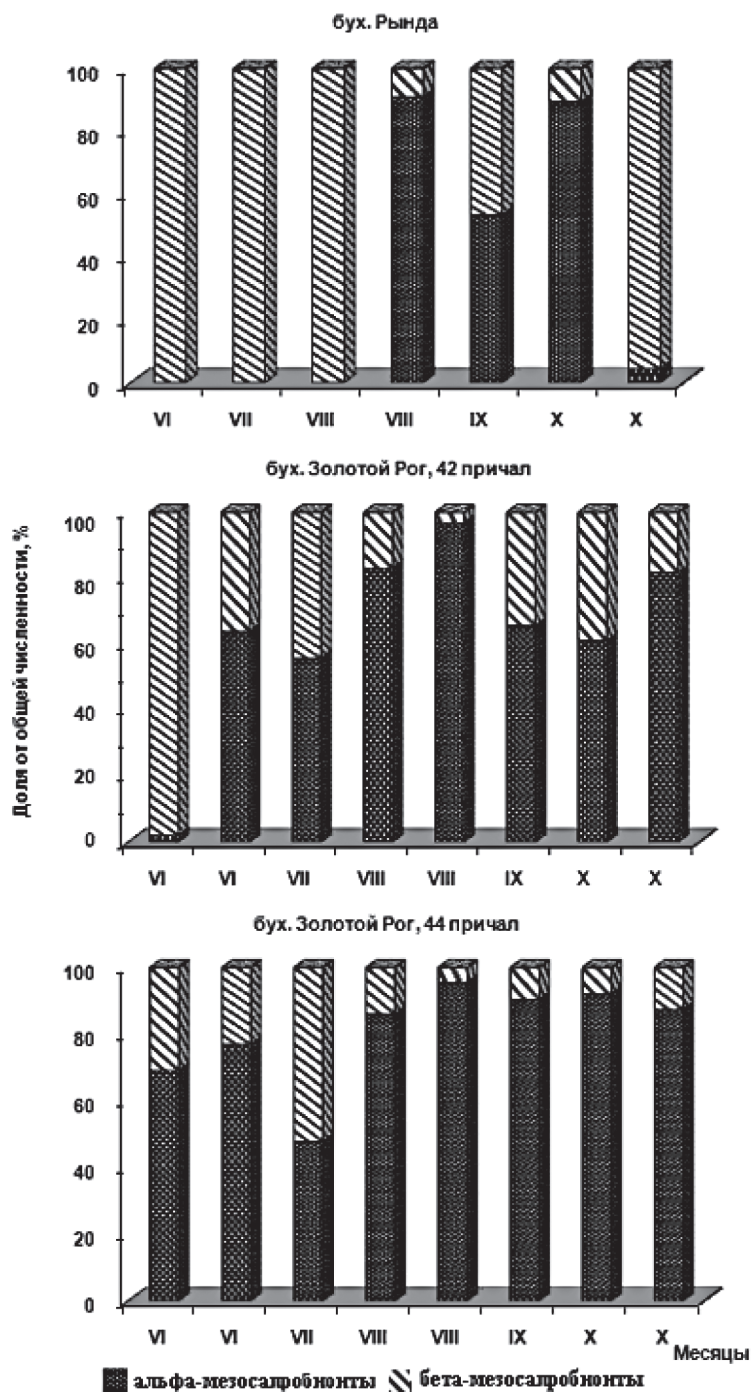 бух. Рында
100
80
60
40
20
0
VI VII VIII VIII IX X X
бух. Золотой Рог, 42 причал
Доля от общей численности, %
100
80
60
40
20
0
VI VI VII VIII VIII IX X X
бух. Золотой Рог, 44 причал
100
80
60
40
20
0
VI VI VII VIII VIII IX X X
Месяцы
альфа-мезосапробионты бета-мезосапробионты